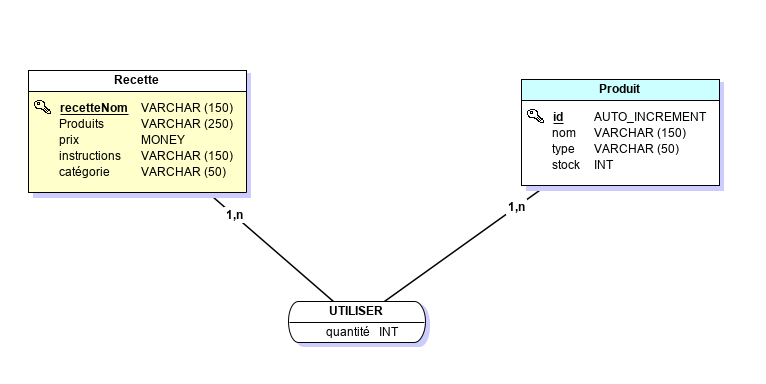 Recette
recetteNom VARCHAR (150)
Produits VARCHAR (250)
prix MONEY
instructions VARCHAR (150)
catégorie VARCHAR (50)
Produit
id AUTO_INCREMENT
nom VARCHAR (150)
type VARCHAR (50)
stock INT
1,n
1,n
UTILISER
quantité INT